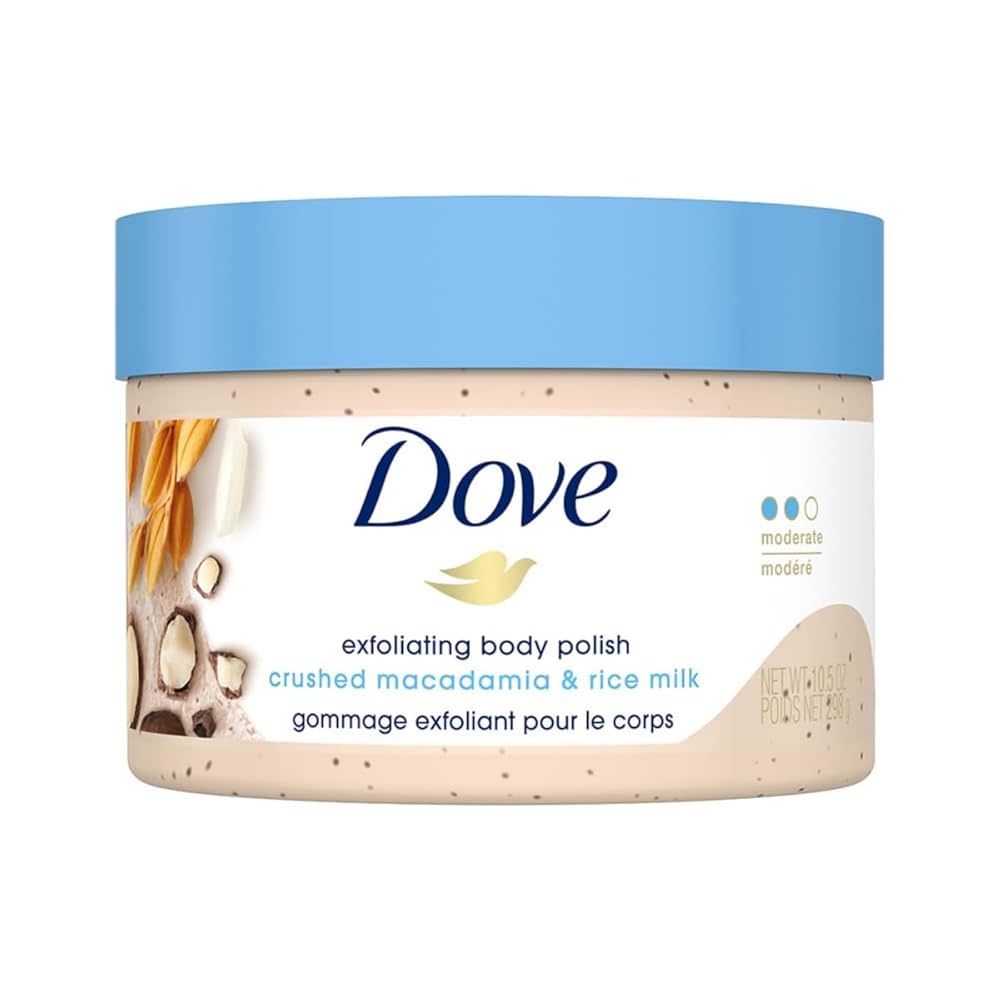 Dove
exfoliating body polish
crushed macadamia & rice milk
gommage exfoliant pour le corps
moderate
modéré
NET WT 10.5 OZ
POIDS NET 298 g